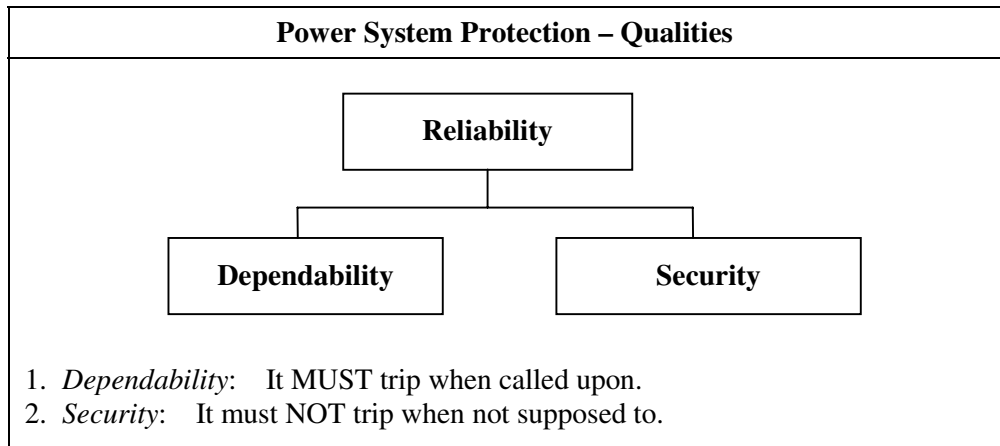 Power System Protection – Qualities
Reliability
Dependability
Security
1. Dependability: It MUST trip when called upon.
2. Security: It must NOT trip when not supposed to.